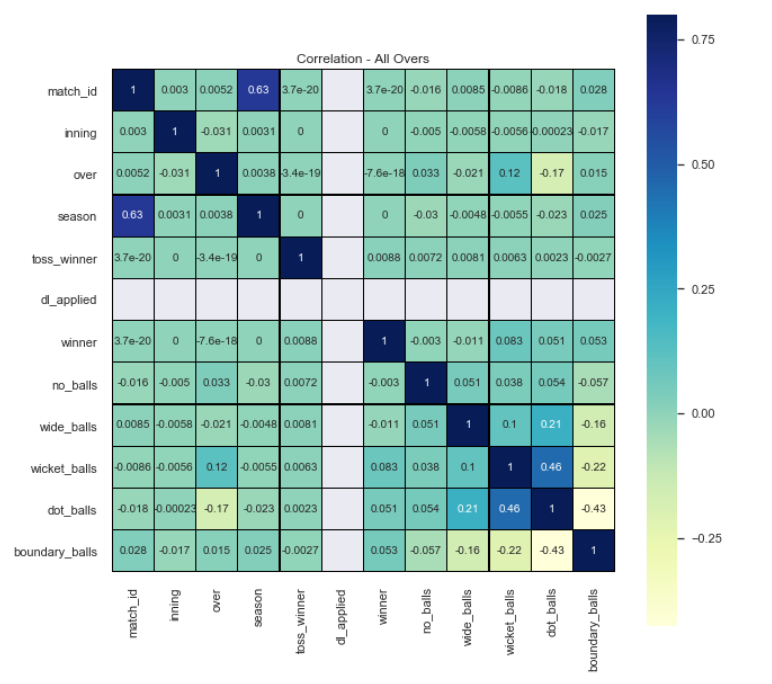 Correlation - All Overs
match_id 1 0.003 0.0052 0.63 3.7e-20 3.7e-20 -0.016 0.0085 -0.0086 -0.018 0.028
inning 0.003 1 -0.031 0.0031 0 0 -0.005 -0.0058 -0.0056 -0.00023 -0.017
over 0.0052 -0.031 1 0.0038 -3.4e-19 -7.6e-18 0.033 -0.021 0.12 -0.17 0.015
season 0.63 0.0031 0.0038 1 0 0 -0.03 -0.0048 -0.0055 -0.023 0.025
toss_winner 3.7e-20 0 -3.4e-19 0 1 0.0088 0.0072 0.0081 0.0063 0.0023 -0.0027
dl_applied
winner 3.7e-20 0 -7.6e-18 0 0.0088 1 -0.003 -0.011 0.083 0.051 0.053
no_balls -0.016 -0.005 0.033 -0.03 0.0072 -0.003 1 0.051 0.038 0.054 -0.057
wide_balls 0.0085 -0.0058 -0.021 -0.0048 0.0081 -0.011 0.051 1 0.1 0.21 -0.16
wicket_balls -0.0086 -0.0056 0.12 -0.0055 0.0063 0.083 0.038 0.1 1 0.46 -0.22
dot_balls -0.018 -0.00023 -0.17 -0.023 0.0023 0.051 0.054 0.21 0.46 1 -0.43
boundary_balls 0.028 -0.017 0.015 0.025 -0.0027 0.053 -0.057 -0.16 -0.22 -0.43 1
match_id inning over season toss_winner dl_applied winner no_balls wide_balls wicket_balls dot_balls boundary_balls
0.75
0.50
0.25
0.00
-0.25